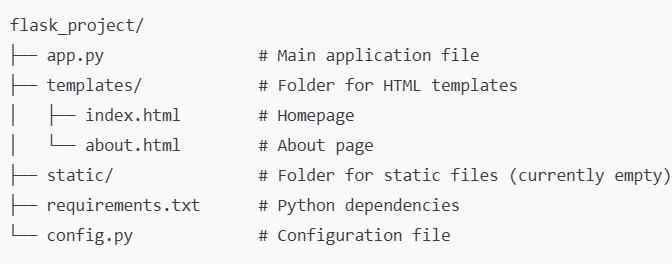 flask_project/
├── app.py                # Main application file
├── templates/            # Folder for HTML templates
│   ├── index.html        # Homepage
│   └── about.html        # About page
├── static/               # Folder for static files (currently empty)
├── requirements.txt      # Python dependencies
└── config.py             # Configuration file